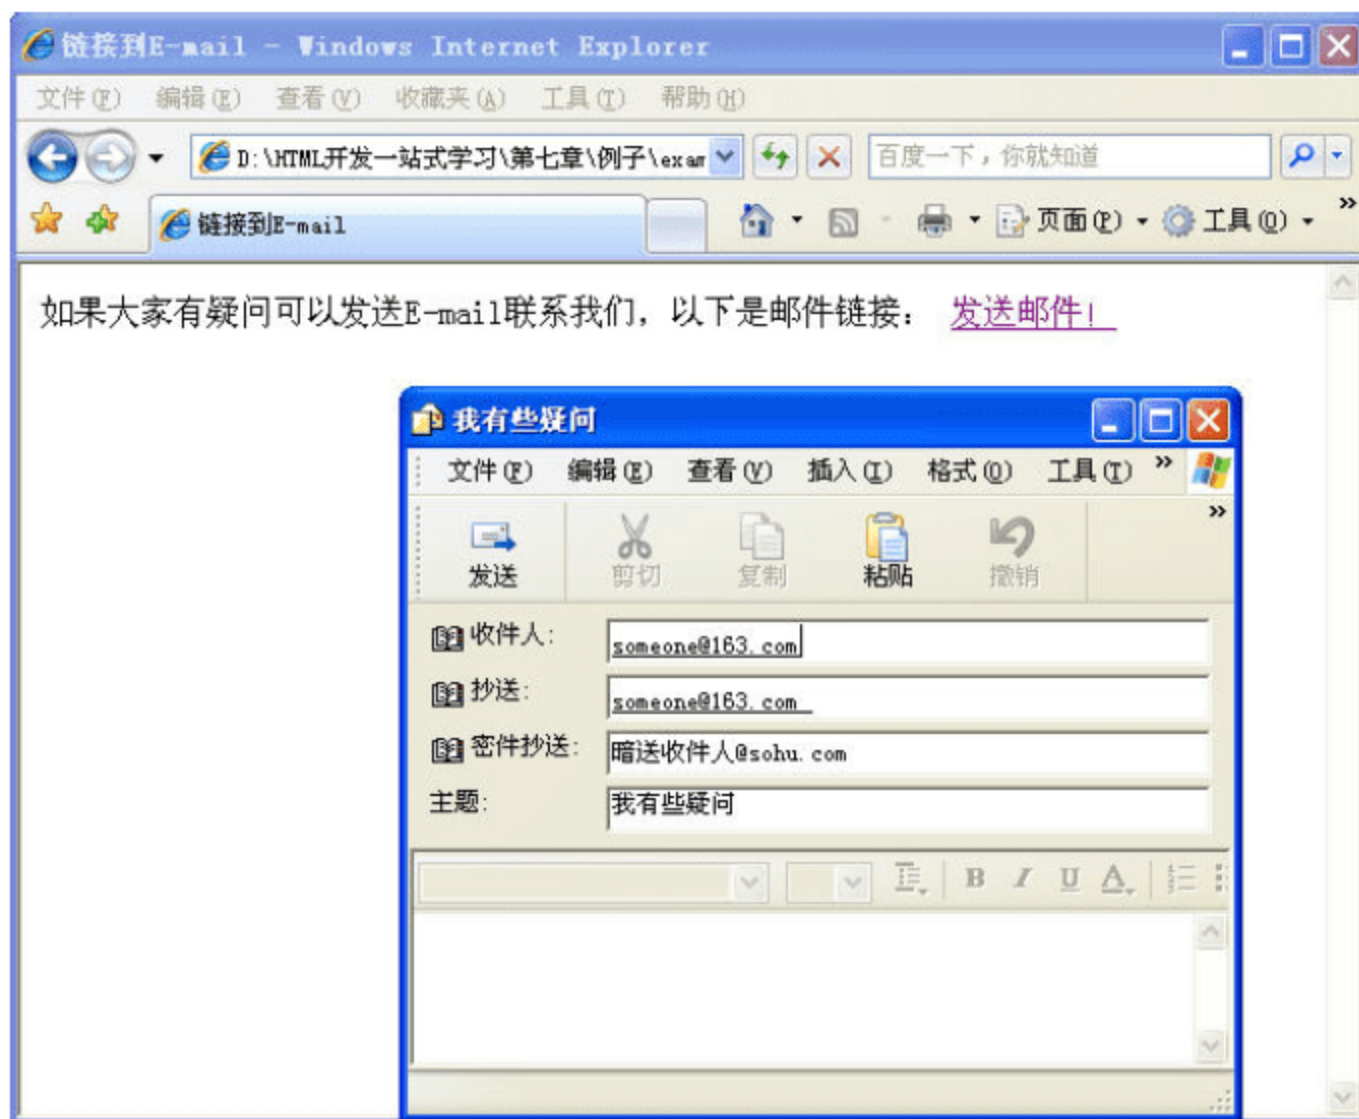 链接到E-mail - Windows Internet Explorer
文件(F) 编辑(E) 查看(V) 收藏夹(A) 工具(T) 帮助(H)
D:\HTML开发一站式学习\第七章\例子\exam 百度一下，你就知道
链接到E-mail 页面(P) 工具(O) »
如果大家有疑问可以发送E-mail联系我们，以下是邮件链接： 发送邮件！
我有些疑问
文件(F) 编辑(E) 查看(V) 插入(I) 格式(O) 工具(T) »
»
发送 剪切 复制 粘贴 撤销
收件人: someone@163.com
抄送: someone@163.com
密件抄送: 暗送收件人@sohu.com
主题: 我有些疑问
B I U A